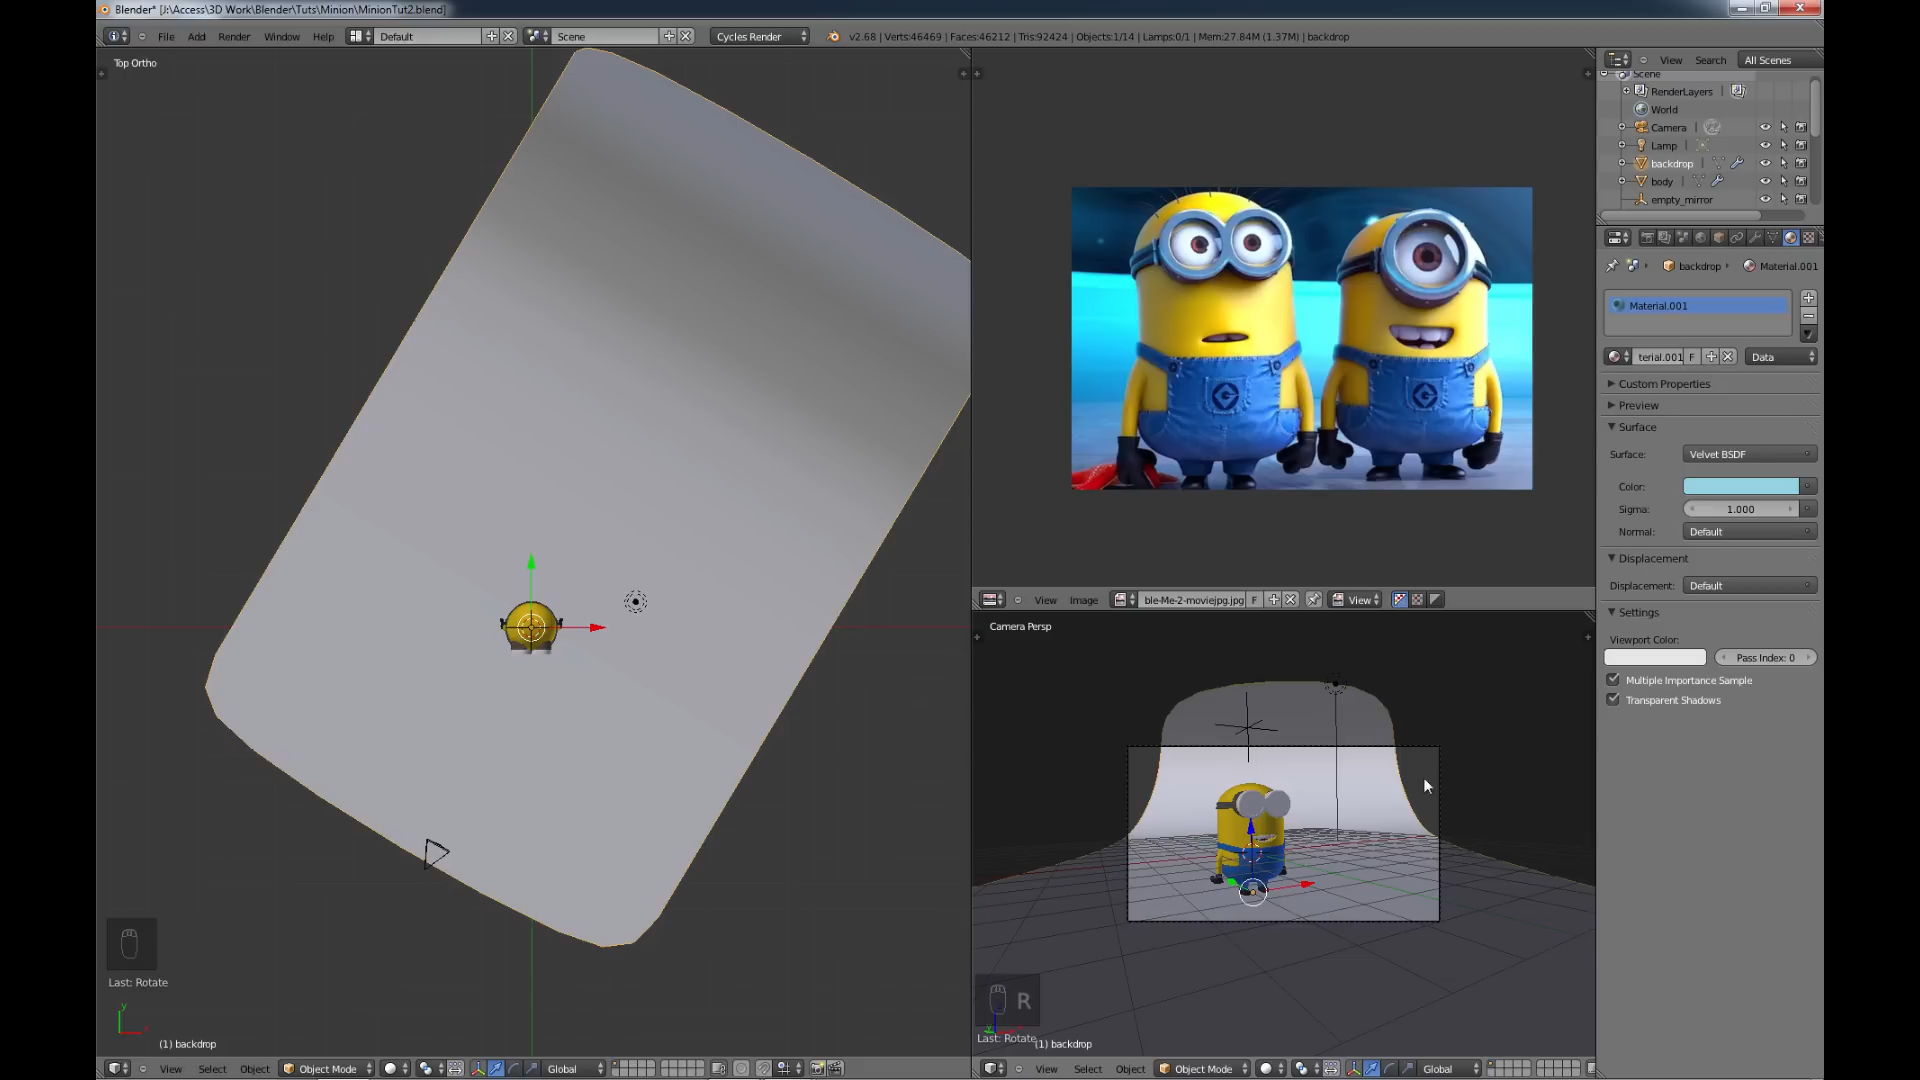 Blender* [J:\Access\3D Work\Blender\Tuts\Minion\MinionTut2.blend]
File Add Render Window Help Default Scene Cycles Render v2.68 | Verts:46469 | Faces:46212 | Tris:92424 | Objects:1/14 | Lamps:0/1 | Mem:27.84M (1.37M) | backdrop
Top Ortho
View Search All Scenes
Scene
RenderLayers
World
Camera
Lamp
backdrop
body
empty_mirror
backdrop Material.001
Material.001
terial.001 F Data
Custom Properties
Preview
Surface
Surface: Velvet BSDF
Color:
Sigma: 1.000
Normal: Default
Displacement
Displacement: Default
Settings
Viewport Color:
Pass Index: 0
Multiple Importance Sample
Transparent Shadows
View Image ble-Me-2-moviejpg.jpg F View
Camera Persp
R
Last: Rotate
(1) backdrop
Last: Rotate
y
x
(1) backdrop
View Select Object Object Mode Global
View Select Object Object Mode Global